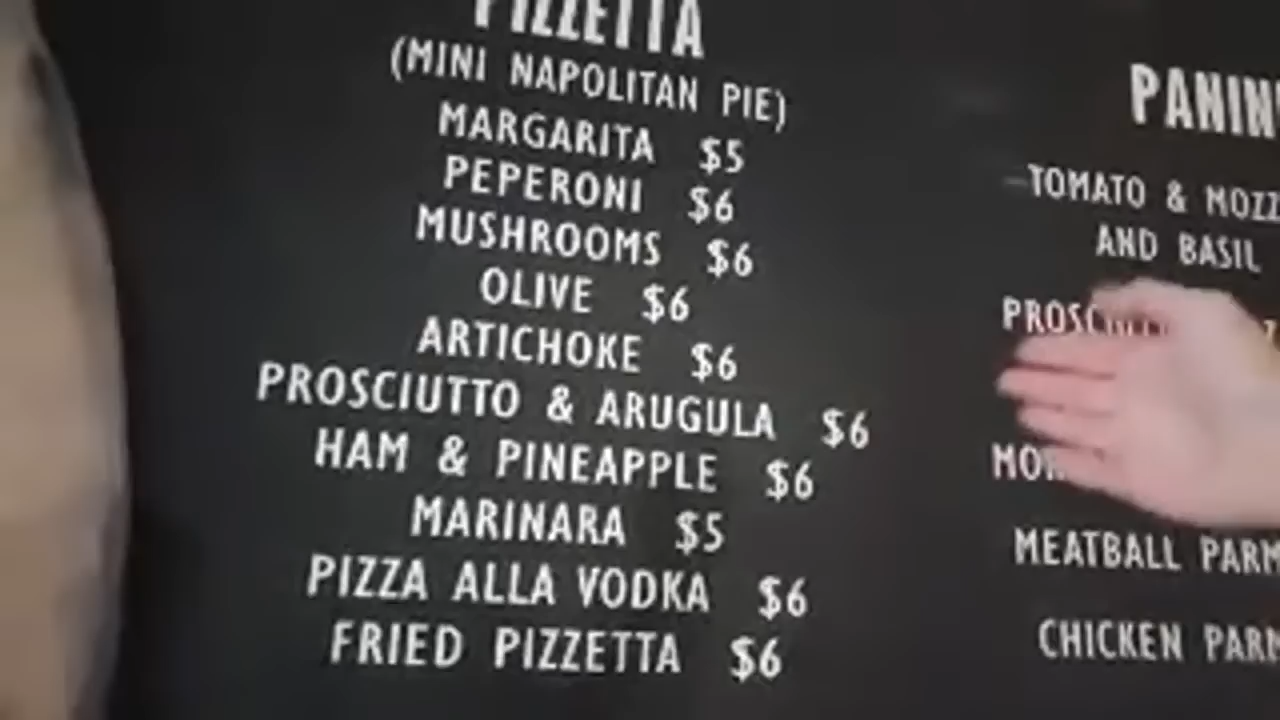 PIZZETTA
(MINI NAPOLITAN PIE)
MARGARITA $5
PEPERONI $6
MUSHROOMS $6
OLIVE $6
ARTICHOKE $6
PROSCIUTTO & ARUGULA $6
HAM & PINEAPPLE $6
MARINARA $5
PIZZA ALLA VODKA $6
FRIED PIZZETTA $6
PANIN
TOMATO & MOZZ
AND BASIL
MEATBALL PARM
CHICKEN PARM